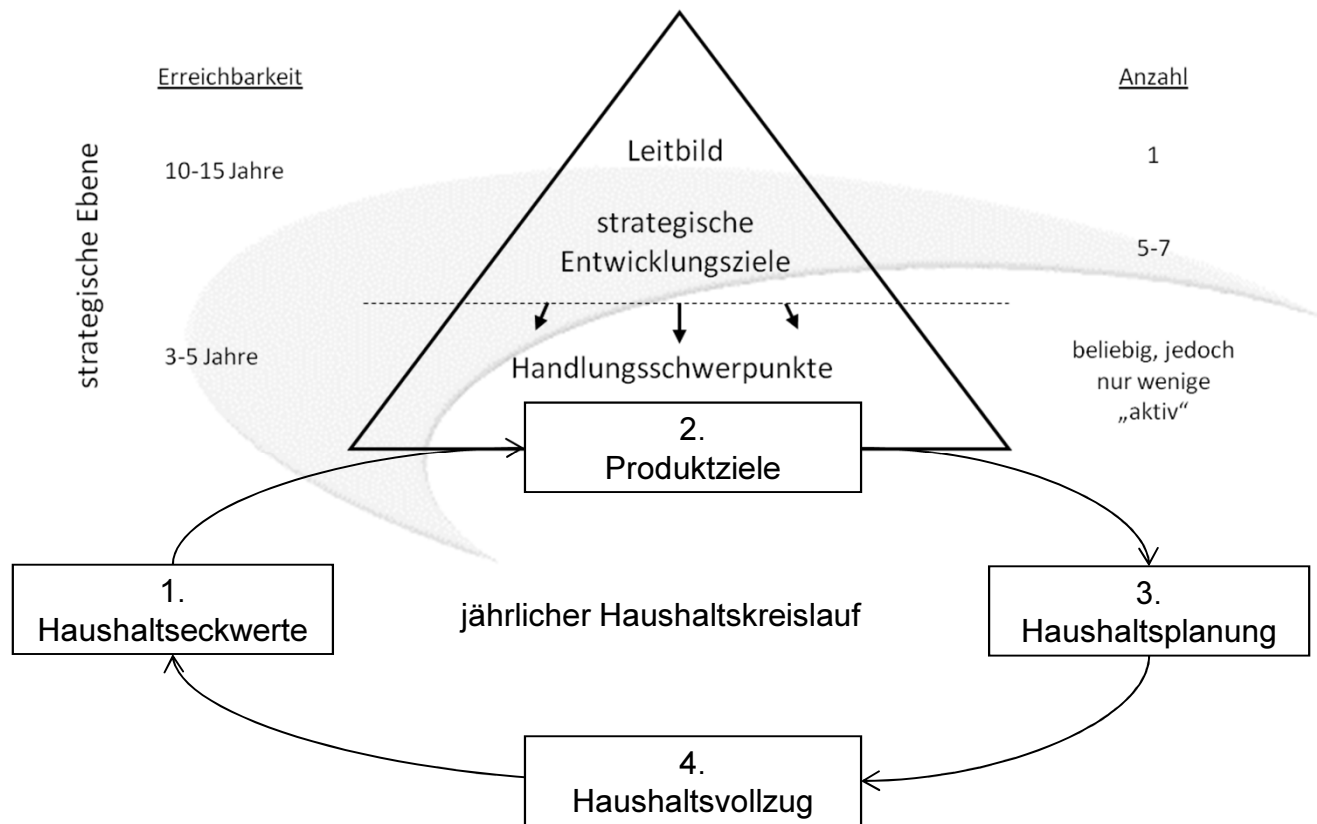 Erreichbarkeit
Anzahl
strategische Ebene
10-15 Jahre
Leitbild
1
strategische
Entwicklungsziele
5-7
3-5 Jahre
Handlungsschwerpunkte
beliebig, jedoch
nur wenige
„aktiv“
2.
Produktziele
1.
Haushaltseckwerte
jährlicher Haushaltskreislauf
3.
Haushaltsplanung
4.
Haushaltsvollzug